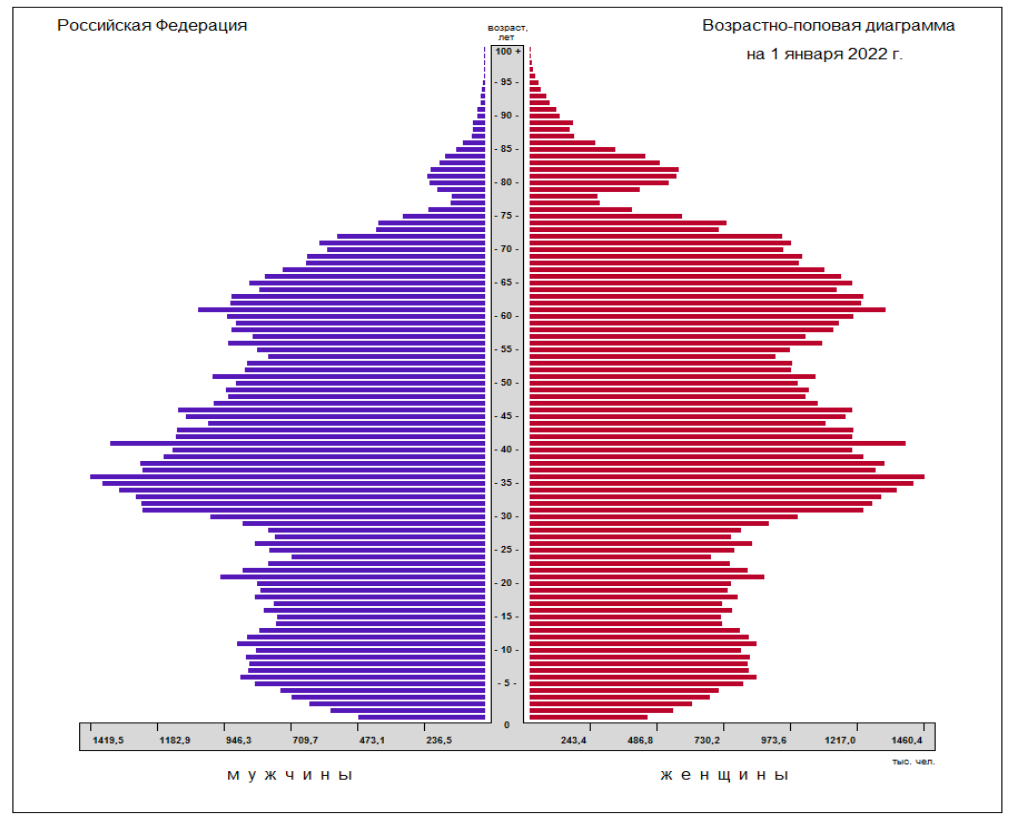 Российская Федерация
Возрастно-половая диаграмма
на 1 января 2022 г.
возраст,
лет
100 +
- 95 -
- 90 -
- 85 -
- 80 -
- 75 -
- 70 -
- 65 -
- 60 -
- 55 -
- 50 -
- 45 -
- 40 -
- 35 -
- 30 -
- 25 -
- 20 -
- 15 -
- 10 -
- 5 -
0
1419,5 1182,9 946,3 709,7 473,1 236,5
243,4 486,8 730,2 973,6 1217,0 1460,4
тыс. чел.
мужчины
женщины